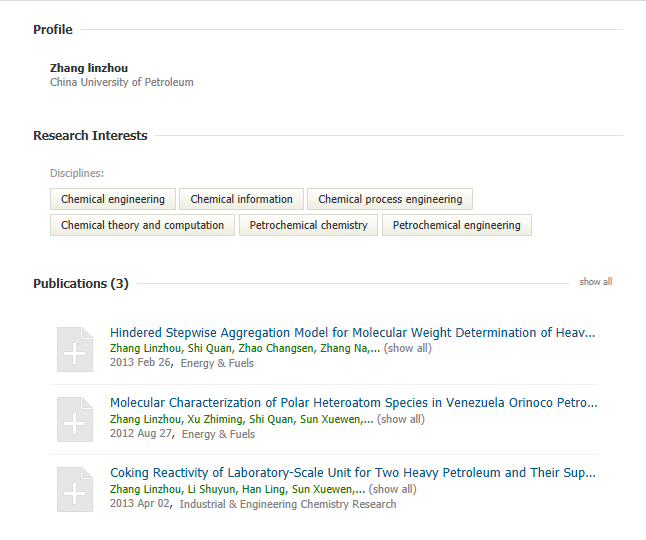 Profile
Zhang linzhou
China University of Petroleum
Research Interests
Disciplines:
Chemical engineering Chemical information Chemical process engineering
Chemical theory and computation Petrochemical chemistry Petrochemical engineering
Publications (3) show all
Hindered Stepwise Aggregation Model for Molecular Weight Determination of Heav...
Zhang Linzhou, Shi Quan, Zhao Changsen, Zhang Na,... (show all)
2013 Feb 26, Energy & Fuels
Molecular Characterization of Polar Heteroatom Species in Venezuela Orinoco Petro...
Zhang Linzhou, Xu Zhiming, Shi Quan, Sun Xuewen,... (show all)
2012 Aug 27, Energy & Fuels
Coking Reactivity of Laboratory-Scale Unit for Two Heavy Petroleum and Their Sup...
Zhang Linzhou, Li Shuyun, Han Ling, Sun Xuewen,... (show all)
2013 Apr 02, Industrial & Engineering Chemistry Research